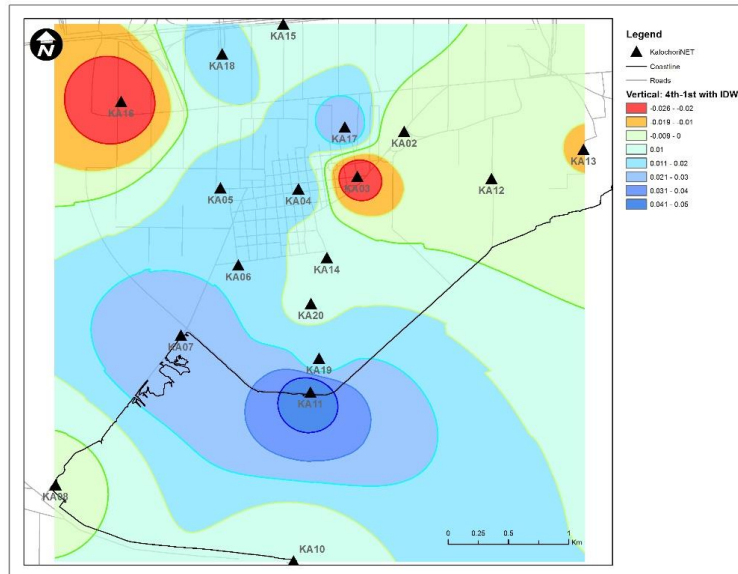 N
KA15
KA18
KA16
KA17
KA02
KA13
KA03
KA12
KA05
KA04
KA06
KA14
KA20
KA07
KA19
KA11
KA08
KA10
0 0.25 0.5 1
Km
Legend
KalochoriNET
Coastline
Roads
Vertical: 4th-1st with IDW
-0.026 - -0.02
-0.019 - -0.01
-0.009 - 0
0.01
0.011 - 0.02
0.021 - 0.03
0.031 - 0.04
0.041 - 0.05